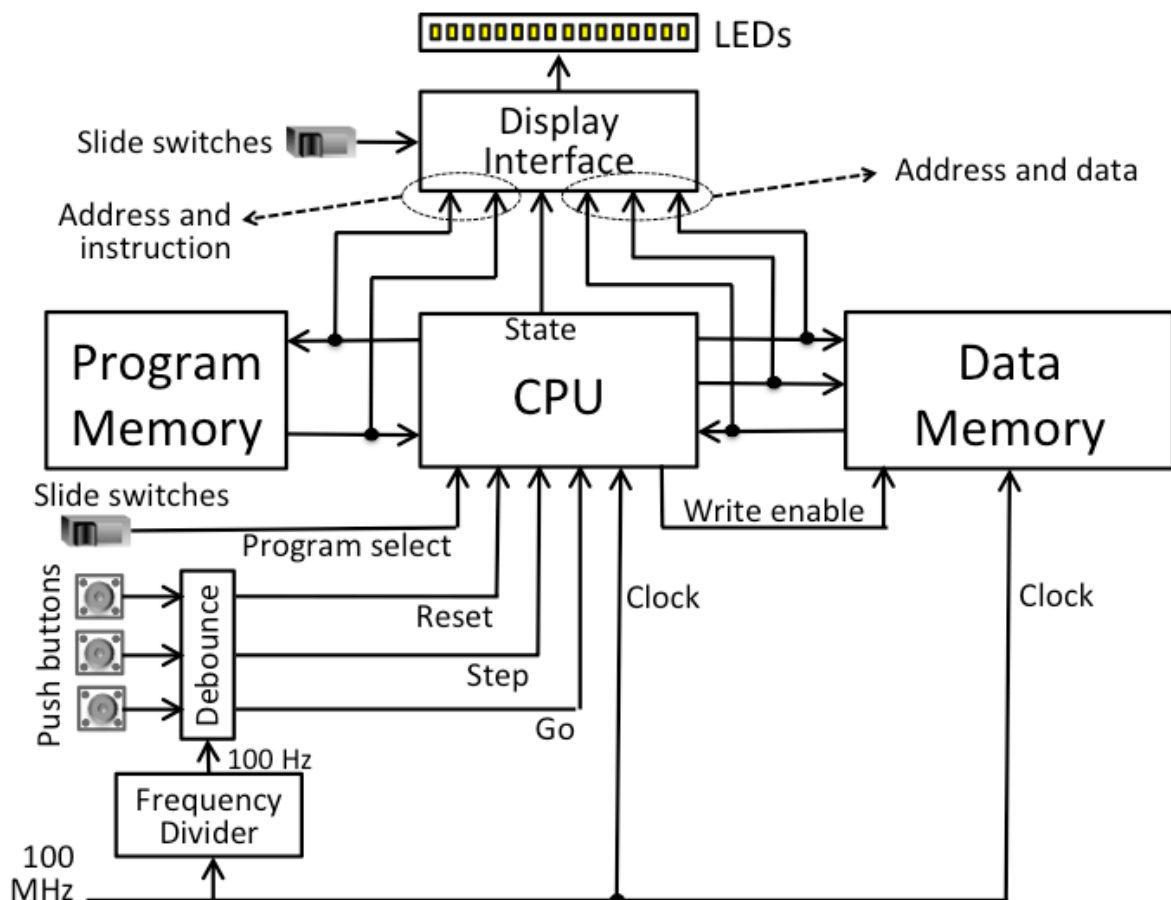 LEDs
Display
Interface
Slide switches
Address and data
Address and
instruction
Program
Memory
State
CPU
Data
Memory
Slide switches
Program select
Write enable
Push buttons
Debounce
Reset
Clock
Clock
Step
Go
100 Hz
Frequency
Divider
100
MHz